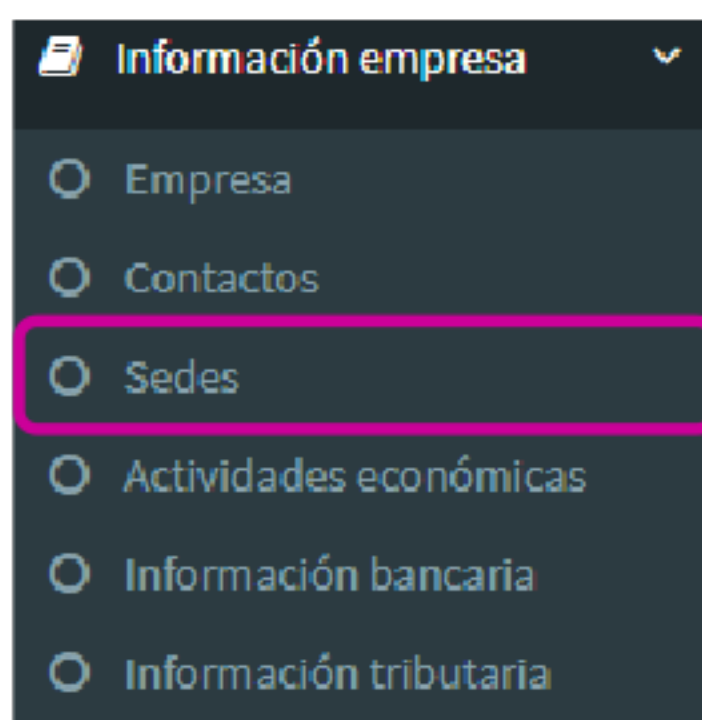 Información empresa
Empresa
Contactos
Sedes
Actividades económicas
Información bancaria
Información tributaria